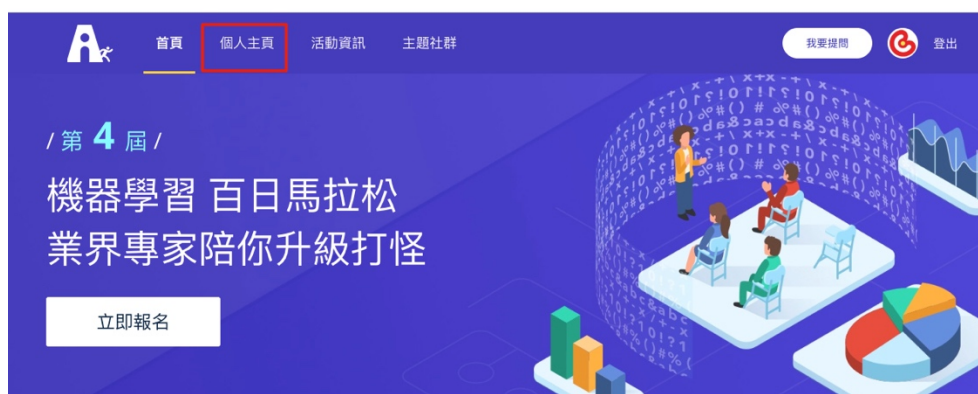 首頁 個人主頁 活動資訊 主題社群 我要提問 登出
/ 第 4 屆 /
機器學習 百日馬拉松
業界專家陪你升級打怪
立即報名